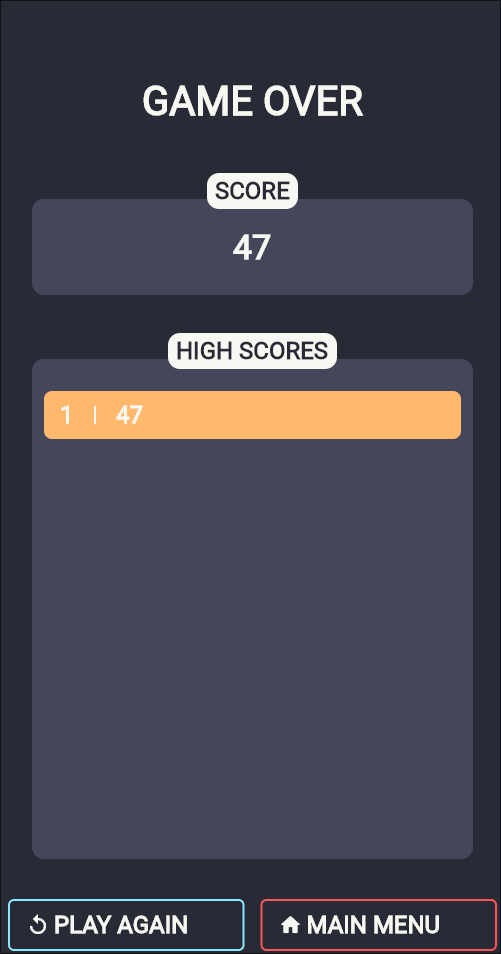 GAME OVER
SCORE
47
HIGH SCORES
1 | 47
PLAY AGAIN
MAIN MENU